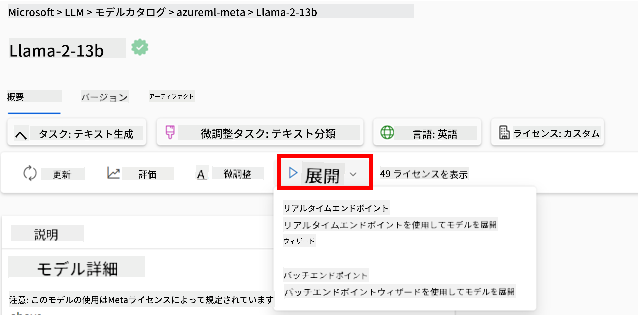 Microsoft > LLM > モデルカタログ > azureml-meta > Llama-2-13b
Llama-2-13b
概要 バージョン アーティファクト
タスク: テキスト生成 微調整タスク: テキスト分類 言語: 英語 ライセンス: カスタム
更新 評価 微調整 展開 49 ライセンスを表示
リアルタイムエンドポイント
リアルタイムエンドポイントを使用してモデルを展開
ウィザード
説明
モデル詳細
バッチエンドポイント
バッチエンドポイントウィザードを使用してモデルを展開
注意: このモデルの使用はMetaライセンスによって規定されています